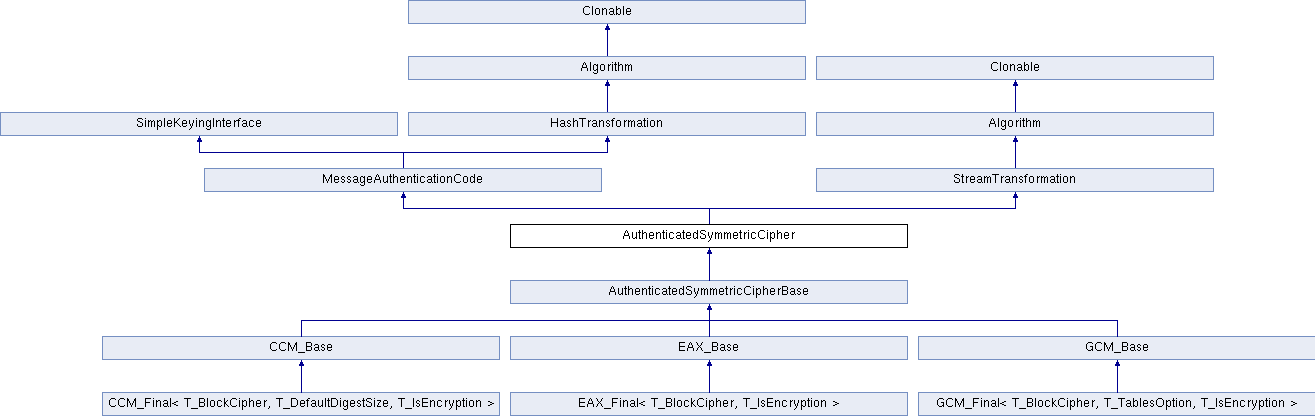 Clonable
Algorithm
Clonable
SimpleKeyingInterface
HashTransformation
Algorithm
MessageAuthenticationCode
StreamTransformation
AuthenticatedSymmetricCipher
AuthenticatedSymmetricCipherBase
CCM_Base
EAX_Base
GCM_Base
CCM_Final< T_BlockCipher, T_DefaultDigestSize, T_IsEncryption >
EAX_Final< T_BlockCipher, T_IsEncryption >
GCM_Final< T_BlockCipher, T_TablesOption, T_IsEncryption >